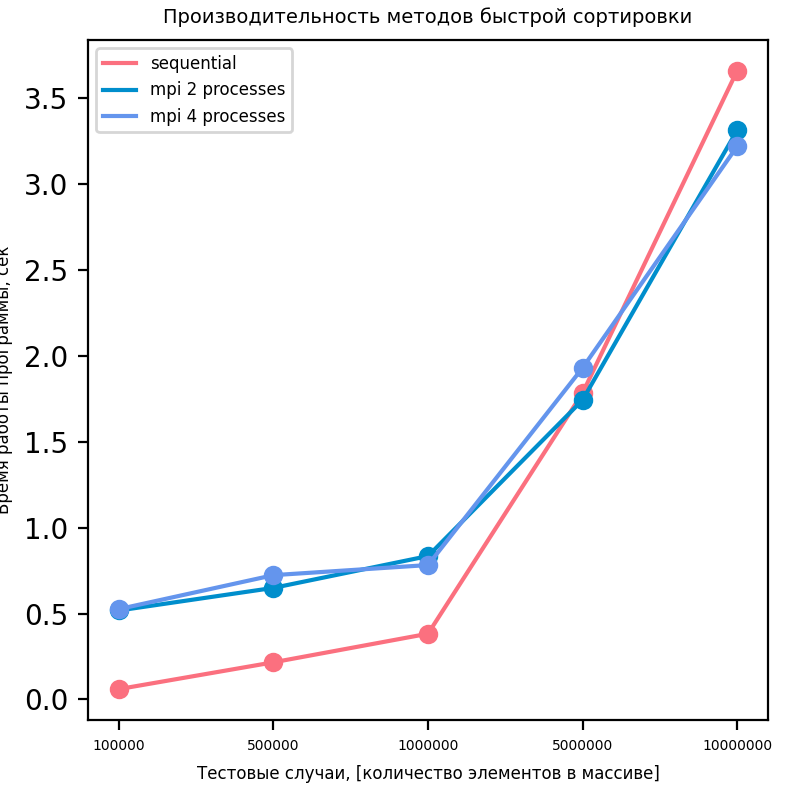 Производительность методов быстрой сортировки
sequential
mpi 2 processes
mpi 4 processes
3.5
3.0
2.5
2.0
1.5
1.0
0.5
0.0
Время работы программы, сек
100000
500000
1000000
5000000
10000000
Тестовые случаи, [количество элементов в массиве]